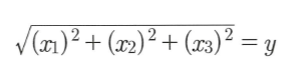 √(x₁)² + (x₂)² + (x₃)² = y